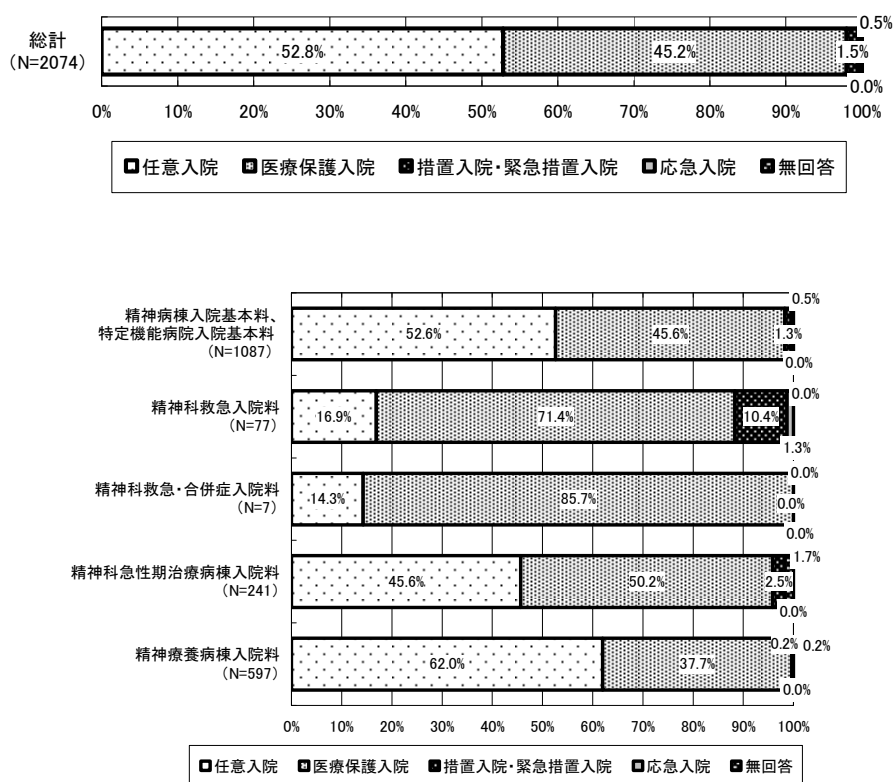 総計
(N=2074)
52.8%
45.2%
1.5%
0.5%
0.0%
0% 10% 20% 30% 40% 50% 60% 70% 80% 90% 100%
任意入院 医療保護入院 措置入院・緊急措置入院 応急入院 無回答
精神病棟入院基本料、
特定機能病院入院基本料
(N=1087)
52.6%
45.6%
1.3%
0.5%
0.0%
精神科救急入院料
(N=77)
16.9%
71.4%
10.4%
0.0%
1.3%
精神科救急・合併症入院料
(N=7)
14.3%
85.7%
0.0%
0.0%
0.0%
精神科急性期治療病棟入院料
(N=241)
45.6%
50.2%
2.5%
1.7%
0.0%
精神療養病棟入院料
(N=597)
62.0%
37.7%
0.2%
0.2%
0.0%
0% 10% 20% 30% 40% 50% 60% 70% 80% 90% 100%
任意入院 医療保護入院 措置入院・緊急措置入院 応急入院 無回答